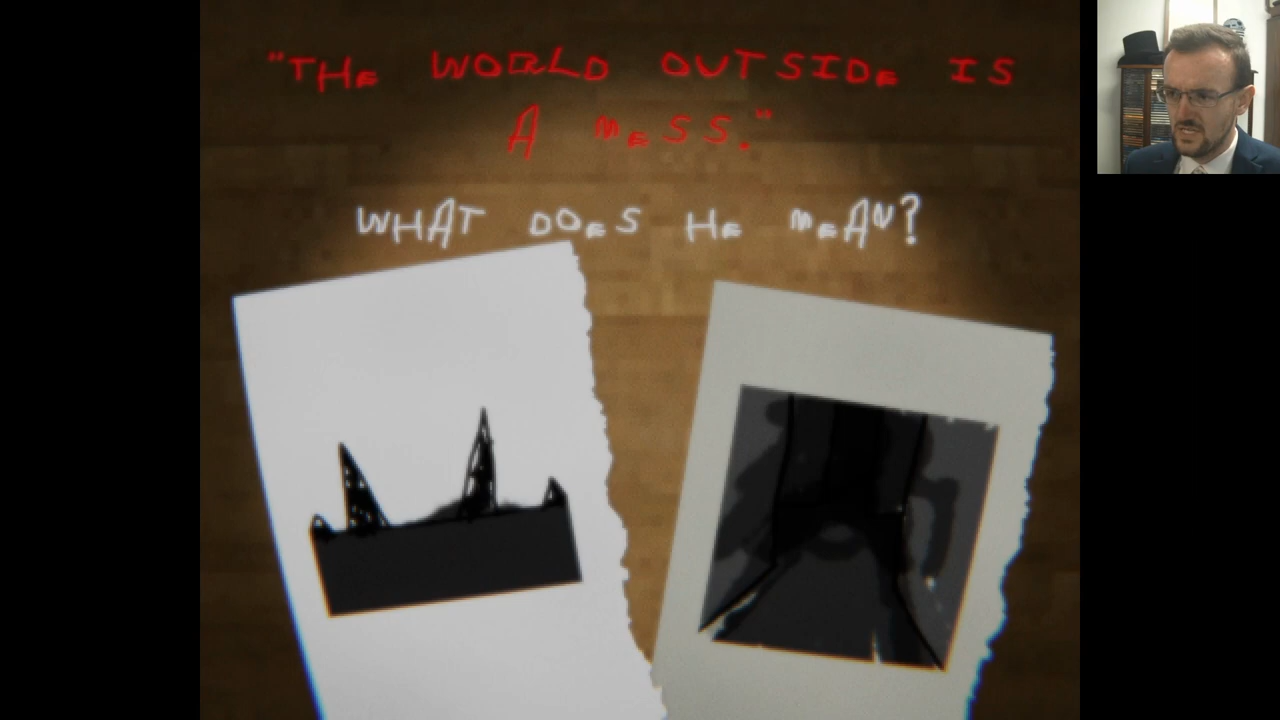 "THE WORLD OUTSIDE IS
A MESS."
WHAT DOES HE MEAN?